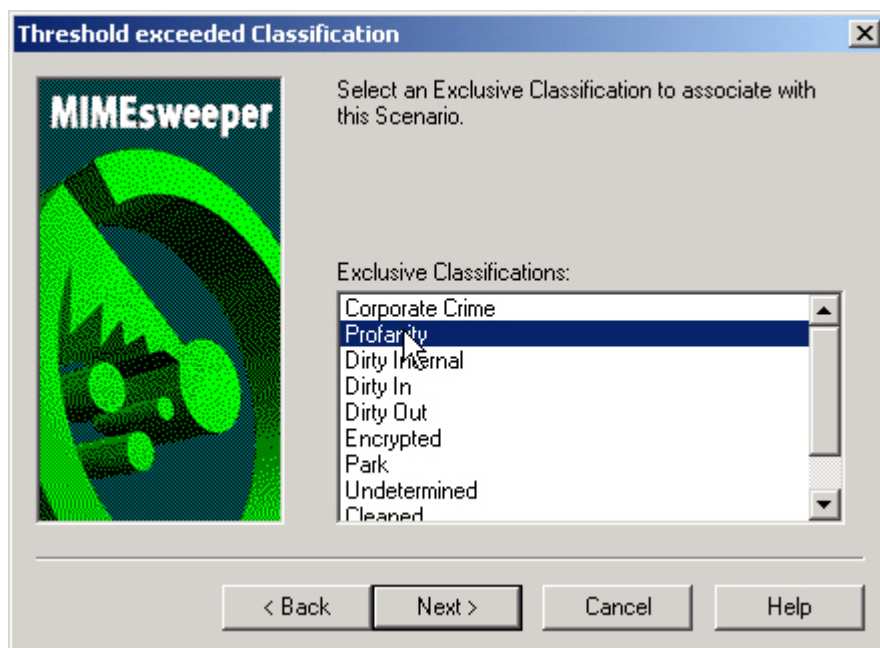 Threshold exceeded Classification
MIMEsweeper
Select an Exclusive Classification to associate with
this Scenario.
Exclusive Classifications:
Corporate Crime
Profanity
Dirty Internal
Dirty In
Dirty Out
Encrypted
Park
Undetermined
Cleaned
< Back
Next >
Cancel
Help